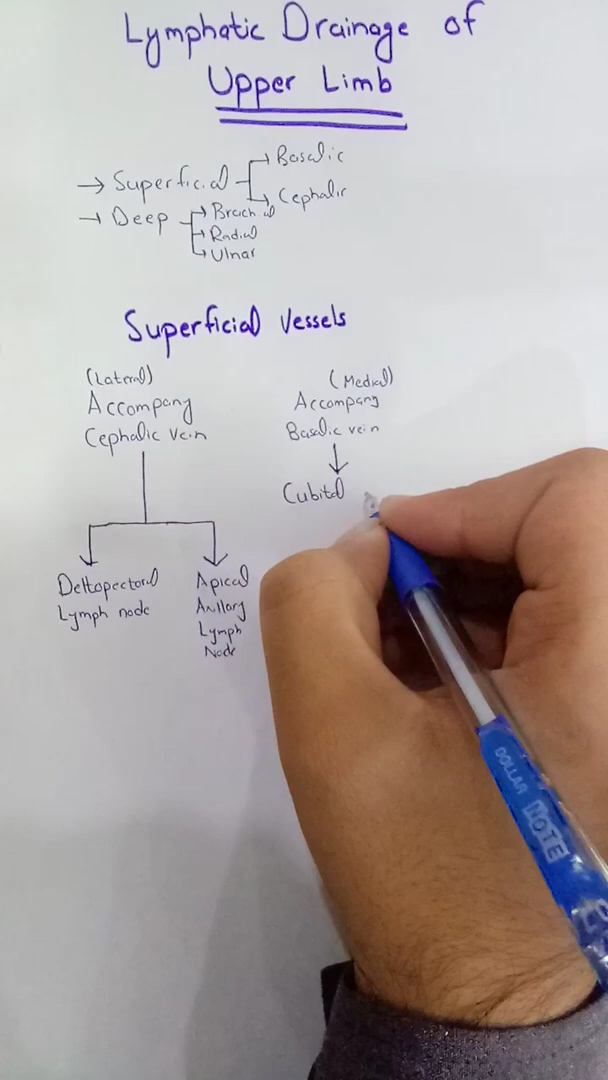 Lymphatic Drainage of
Upper Limb
→ Superficial
Basalic
Cephalic
→ Deep
Brachial
Radial
Ulnar
Superficial Vessels
(Lateral)
Accompany
Cephalic vein
Deltopectoral
Lymph node
Apical
Axillary
Lymph
Node
(Medial)
Accompany
Basalic vein
Cubital
DOLLAR NOTE